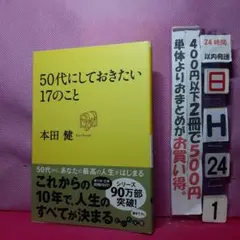 50代にしておきたい
17のこと
本田 健
50代から、あなたの最高の人生がはじまる
これからの
10年で、人生の
すべてが決まる
シリーズ
90万部
突破!
400円以下2冊で500円
単体よりおまとめがお買い得。
24時間
以内発送
日
H
24
1